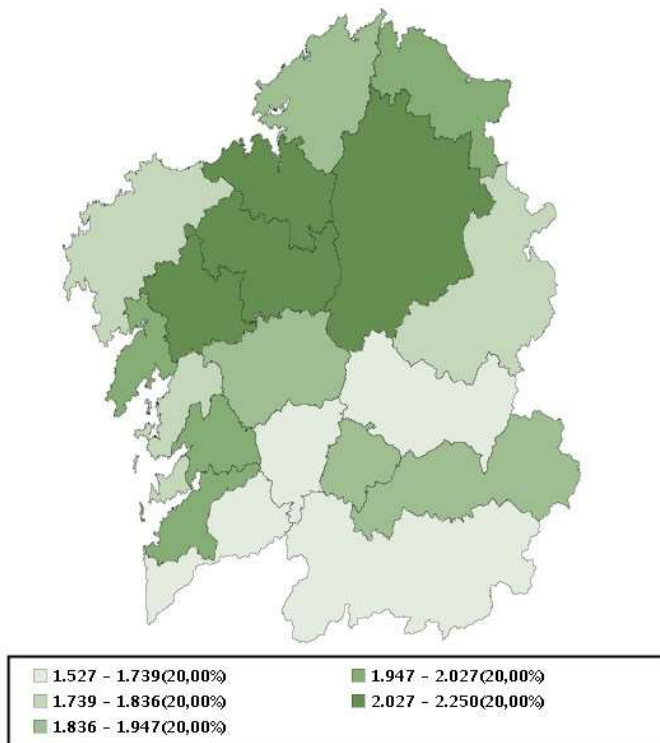 1.527 - 1.739(20,00%)
1.739 - 1.836(20,00%)
1.836 - 1.947(20,00%)
1.947 - 2.027(20,00%)
2.027 - 2.250(20,00%)